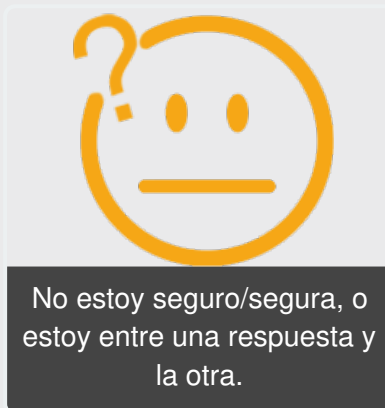 No estoy seguro/segura, o
estoy entre una respuesta y
la otra.